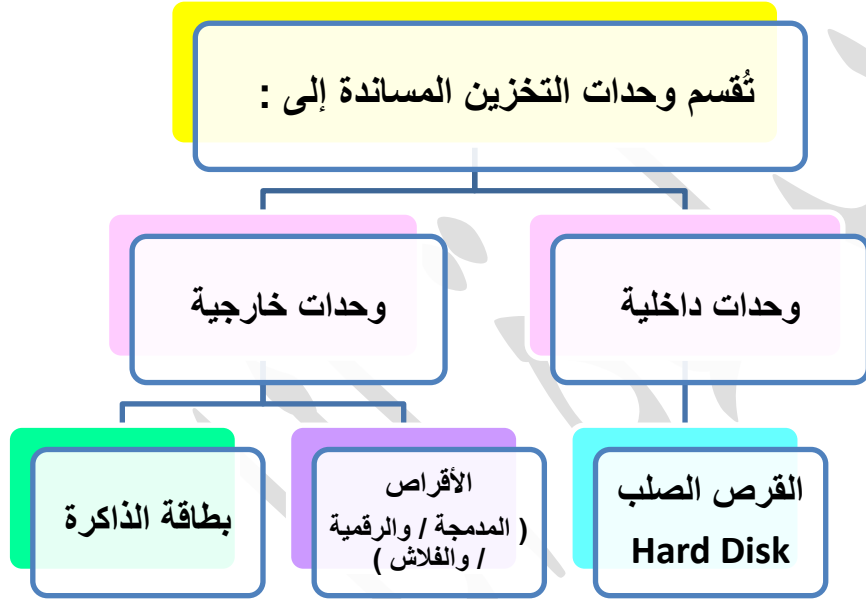 تُقسم وحدات التخزين المساندة إلى :
وحدات داخلية
وحدات خارجية
القرص الصلب
Hard Disk
الأقراص
( المدمجة / والرقمية
/ والفلاش )
بطاقة الذاكرة